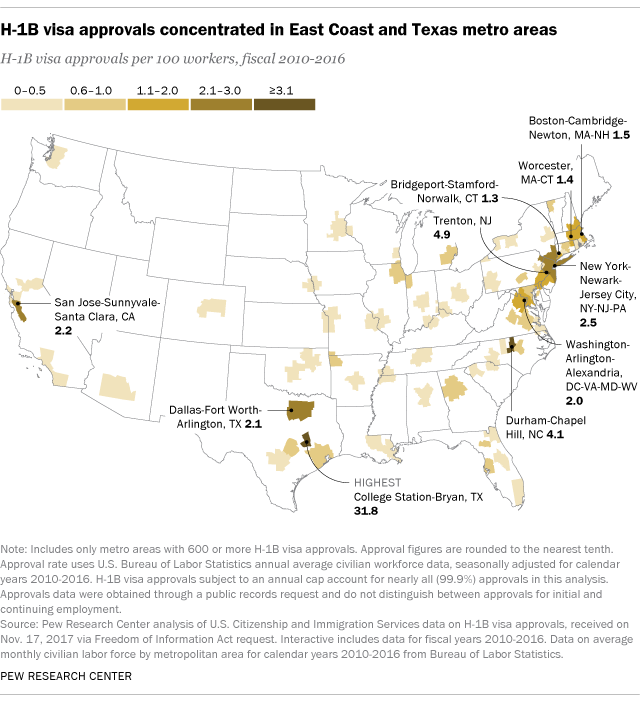 H-1B visa approvals concentrated in East Coast and Texas metro areas
H-1B visa approvals per 100 workers, fiscal 2010-2016
0–0.5
0.6–1.0
1.1–2.0
2.1–3.0
≥3.1
Boston-Cambridge-
Newton, MA-NH 1.5
Worcester,
MA-CT 1.4
Bridgeport-Stamford-
Norwalk, CT 1.3
Trenton, NJ
4.9
New York-
Newark-
Jersey City,
NY-NJ-PA
2.5
San Jose-Sunnyvale-
Santa Clara, CA
2.2
Washington-
Arlington-
Alexandria,
DC-VA-MD-WV
2.0
Dallas-Fort Worth-
Arlington, TX 2.1
Durham-Chapel
Hill, NC 4.1
HIGHEST
College Station-Bryan, TX
31.8
Note: Includes only metro areas with 600 or more H-1B visa approvals. Approval figures are rounded to the nearest tenth.
Approval rate uses U.S. Bureau of Labor Statistics annual average civilian workforce data, seasonally adjusted for calendar
years 2010-2016. H-1B visa approvals subject to an annual cap account for nearly all (99.9%) approvals in this analysis.
Approvals data were obtained through a public records request and do not distinguish between approvals for initial and
continuing employment.
Source: Pew Research Center analysis of U.S. Citizenship and Immigration Services data on H-1B visa approvals, received on
Nov. 17, 2017 via Freedom of Information Act request. Interactive includes data for fiscal years 2010-2016. Data on average
monthly civilian labor force by metropolitan area for calendar years 2010-2016 from Bureau of Labor Statistics.
PEW RESEARCH CENTER